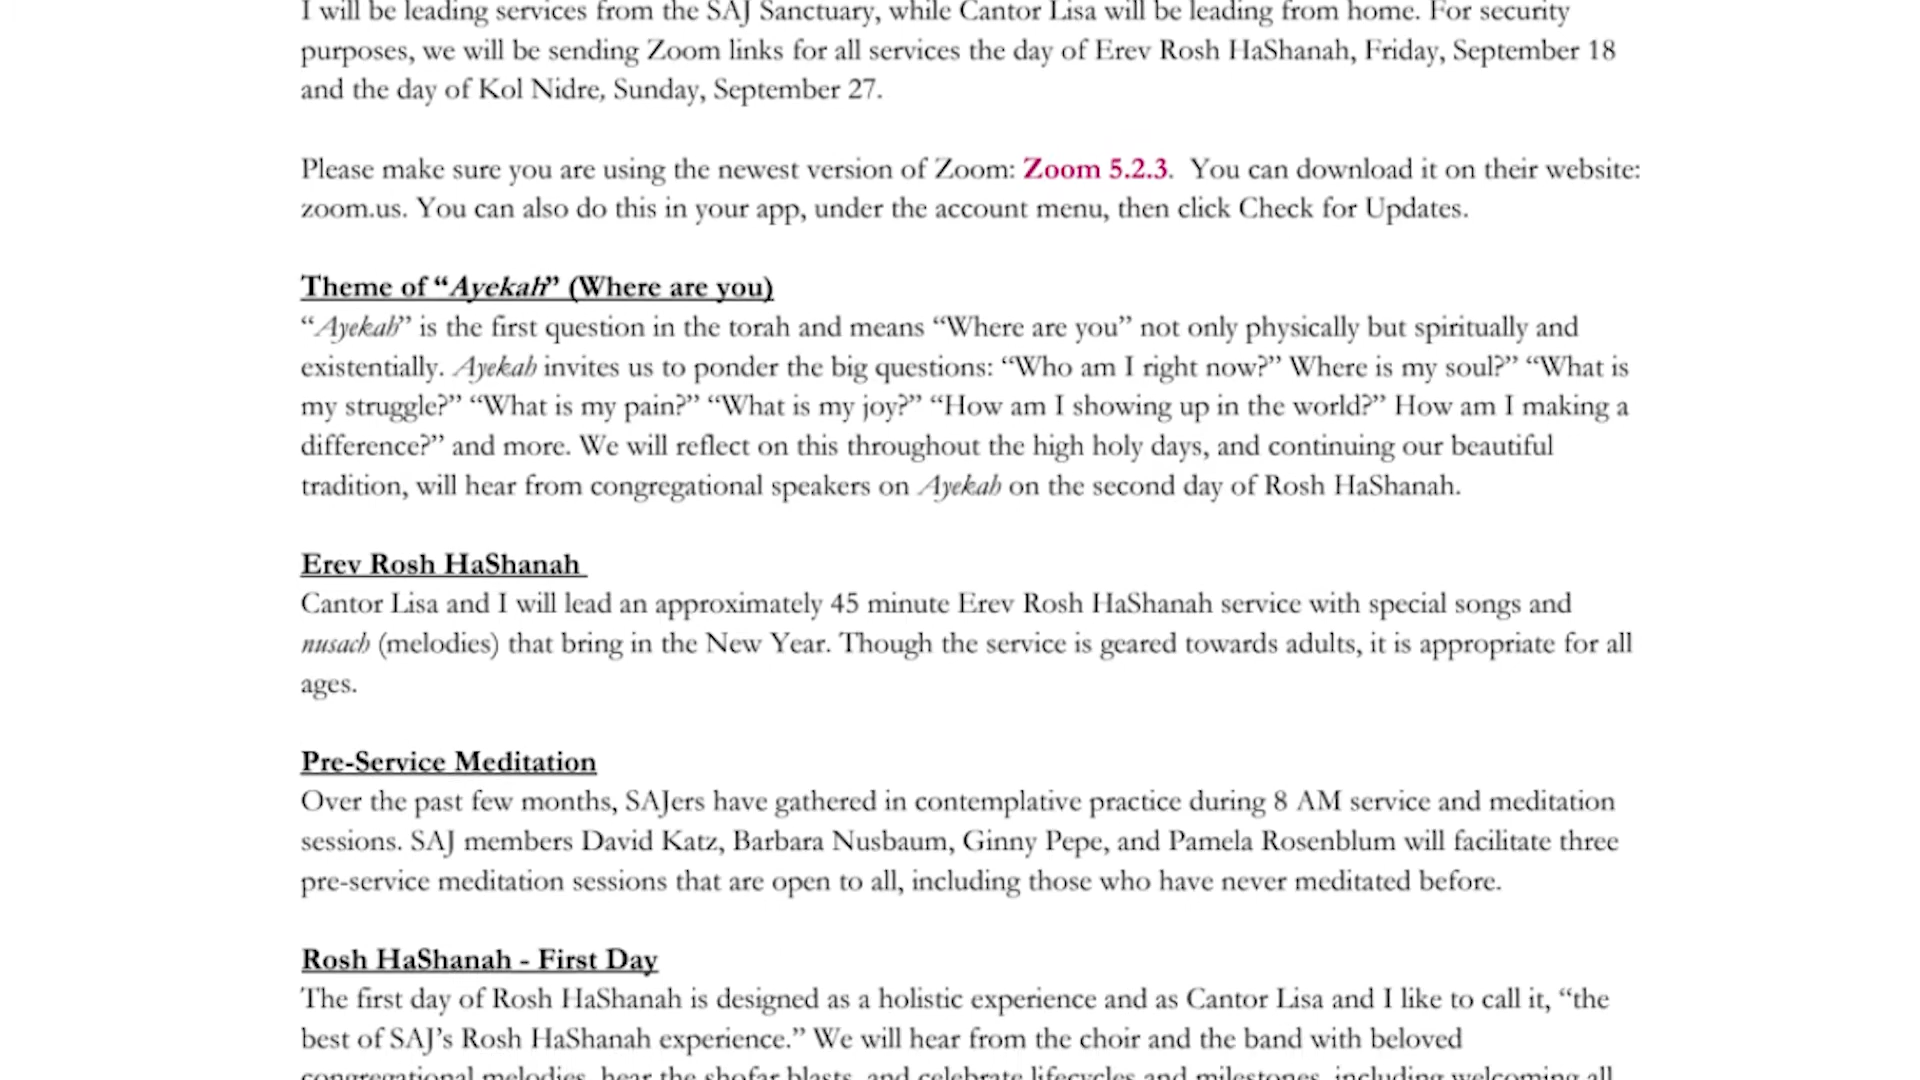 I will be leading services from the SAJ Sanctuary, while Cantor Lisa will be leading from home. For security
purposes, we will be sending Zoom links for all services the day of Erev Rosh HaShanah, Friday, September 18
and the day of Kol Nidre, Sunday, September 27.
Please make sure you are using the newest version of Zoom: Zoom 5.2.3.  You can download it on their website:
zoom.us. You can also do this in your app, under the account menu, then click Check for Updates.
Theme of “Ayekah” (Where are you)
“Ayekah” is the first question in the torah and means “Where are you” not only physically but spiritually and
existentially. Ayekah invites us to ponder the big questions: “Who am I right now?” Where is my soul?” “What is
my struggle?” “What is my pain?” “What is my joy?” “How am I showing up in the world?” How am I making a
difference?” and more. We will reflect on this throughout the high holy days, and continuing our beautiful
tradition, will hear from congregational speakers on Ayekah on the second day of Rosh HaShanah.
Erev Rosh HaShanah
Cantor Lisa and I will lead an approximately 45 minute Erev Rosh HaShanah service with special songs and
nusach (melodies) that bring in the New Year. Though the service is geared towards adults, it is appropriate for all
ages.
Pre-Service Meditation
Over the past few months, SAJers have gathered in contemplative practice during 8 AM service and meditation
sessions. SAJ members David Katz, Barbara Nusbaum, Ginny Pepe, and Pamela Rosenblum will facilitate three
pre-service meditation sessions that are open to all, including those who have never meditated before.
Rosh HaShanah - First Day
The first day of Rosh HaShanah is designed as a holistic experience and as Cantor Lisa and I like to call it, “the
best of SAJ’s Rosh HaShanah experience.” We will hear from the choir and the band with beloved
congregational melodies, hear the shofar blasts, and celebrate lifecycles and milestones, including welcoming all